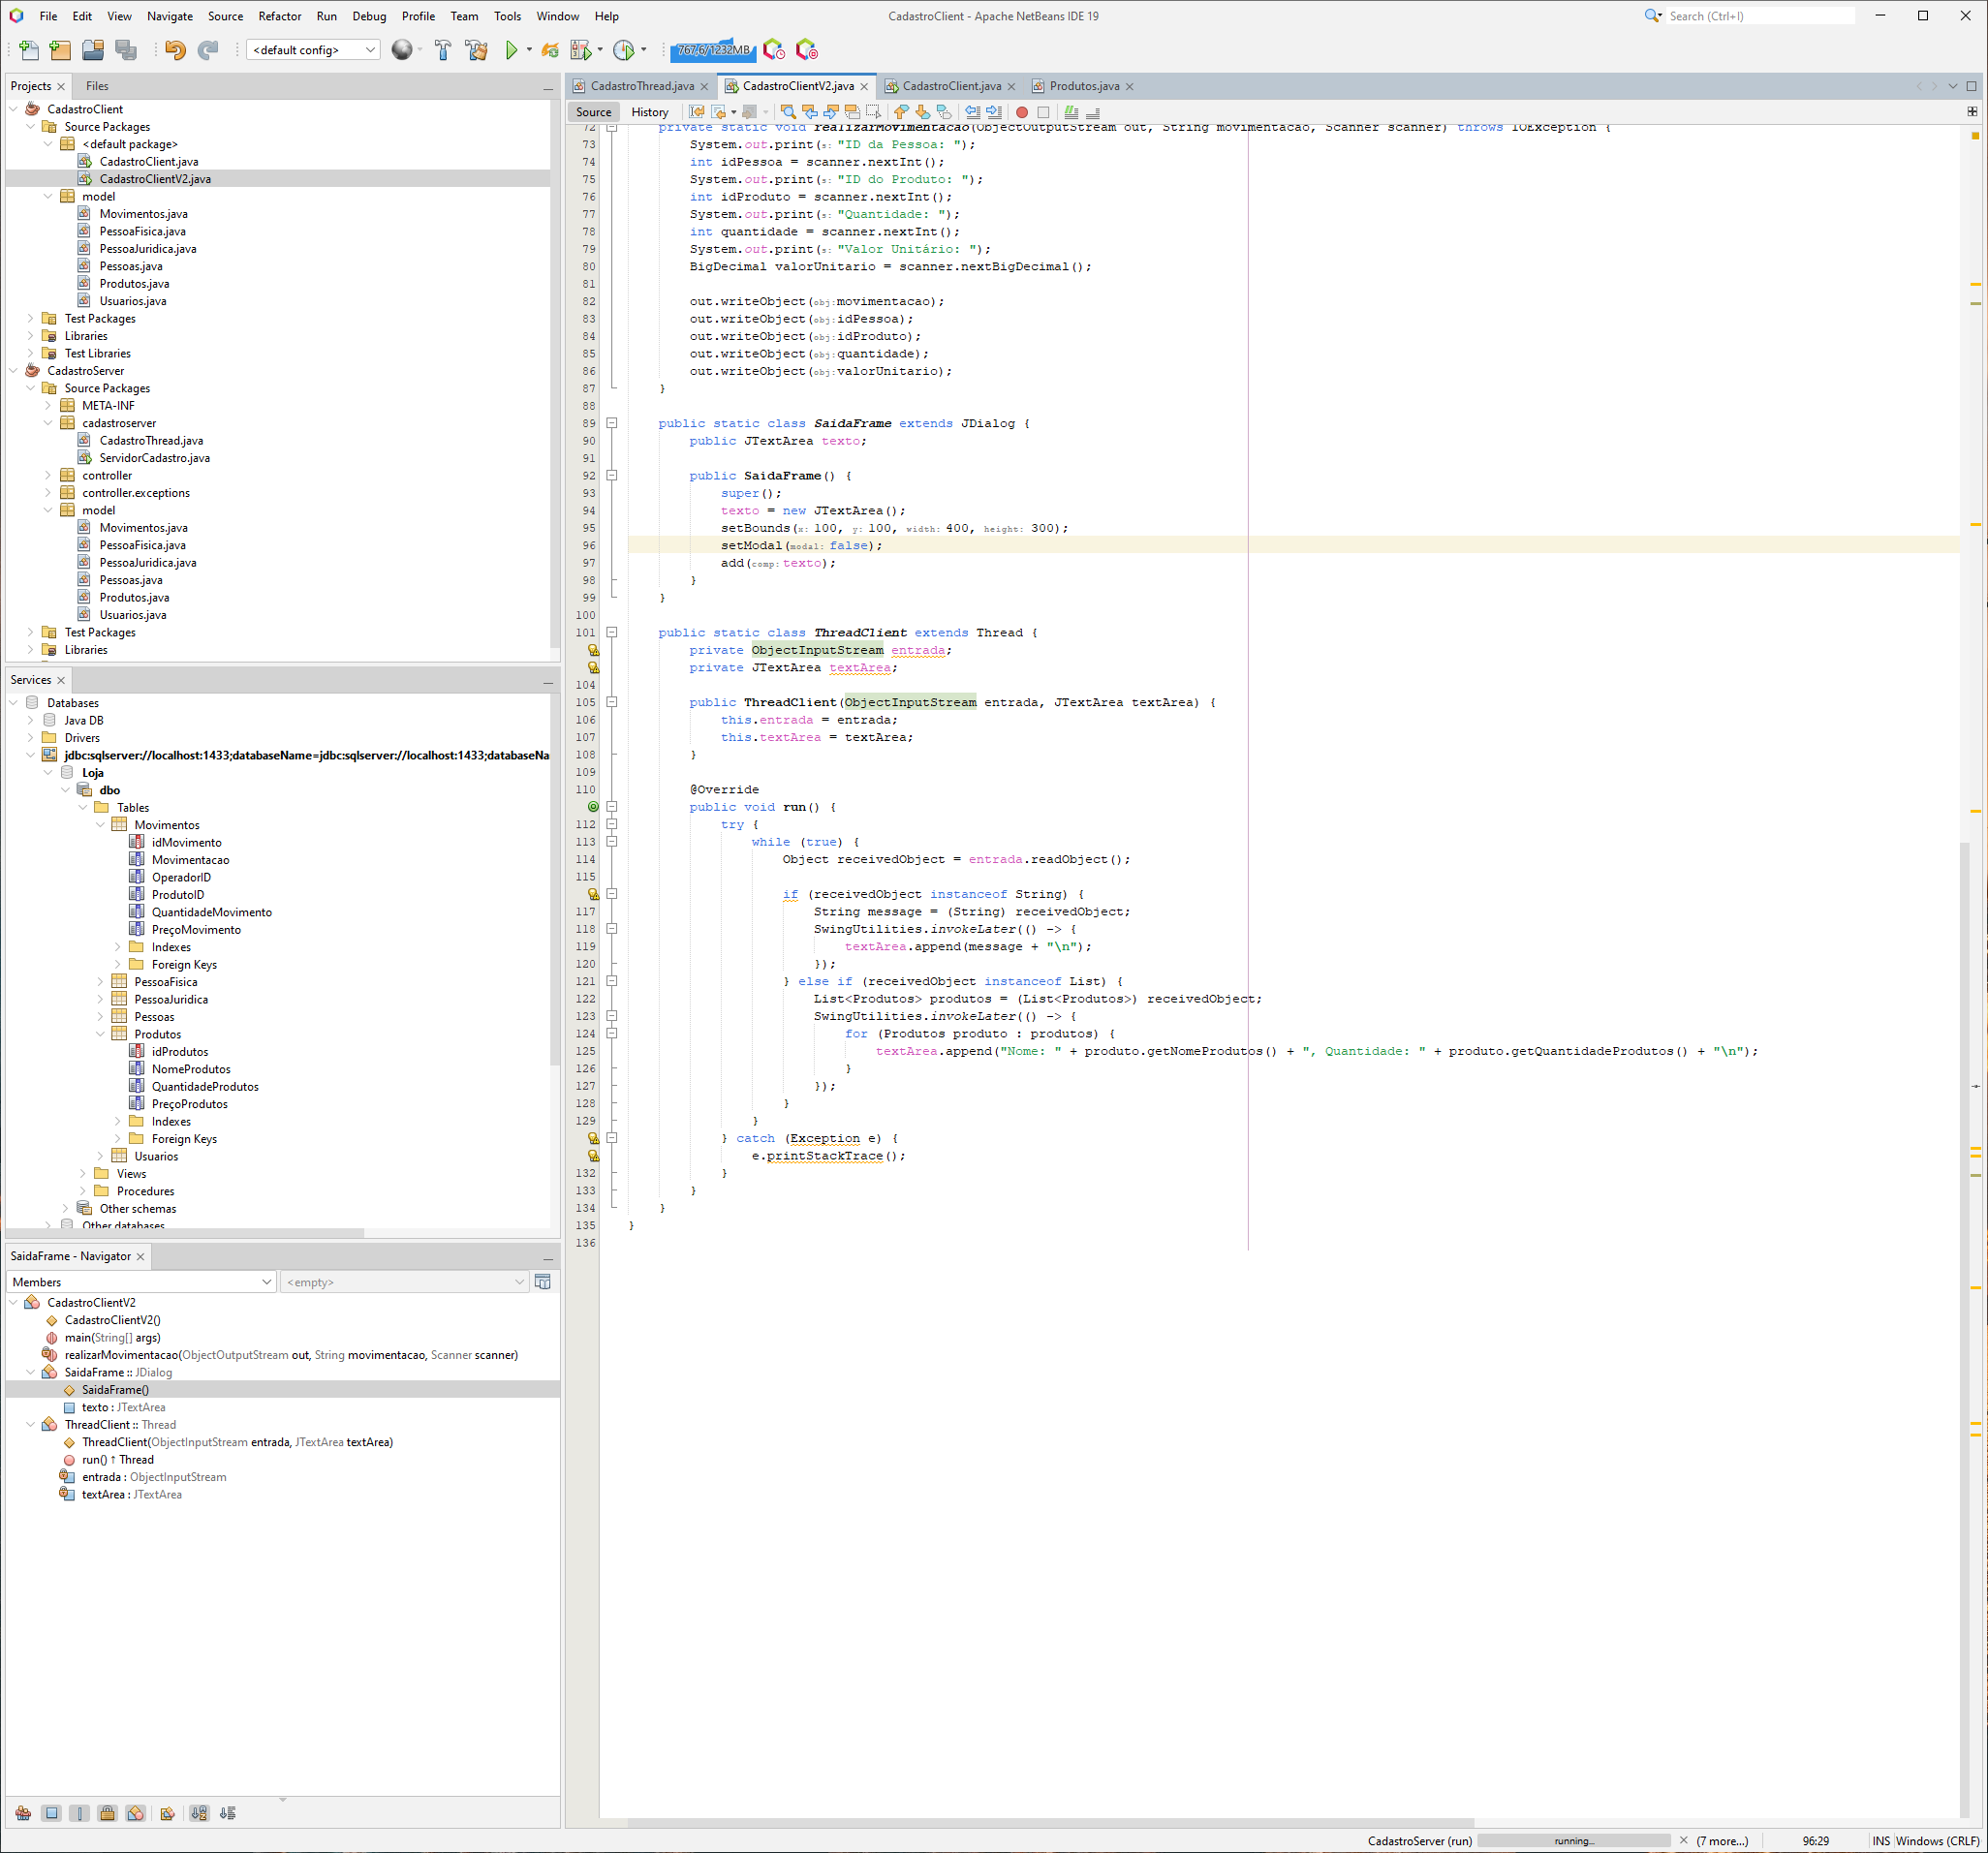 File Edit View Navigate Source Refactor Run Debug Profile Team Tools Window Help
CadastroClient - Apache NetBeans IDE 19
Search (Ctrl+I)
<default config>
767,6/1232MB
Projects Files
CadastroClient
Source Packages
<default package>
CadastroClient.java
CadastroClientV2.java
model
Movimentos.java
PessoaFisica.java
PessoaJuridica.java
Pessoas.java
Produtos.java
Usuarios.java
Test Packages
Libraries
Test Libraries
CadastroServer
Source Packages
META-INF
cadastroserver
CadastroThread.java
ServidorCadastro.java
controller
controller.exceptions
model
Movimentos.java
PessoaFisica.java
PessoaJuridica.java
Pessoas.java
Produtos.java
Usuarios.java
Test Packages
Libraries
Services
Databases
Java DB
Drivers
jdbc:sqlserver://localhost:1433;databaseName=jdbc:sqlserver://localhost:1433;databaseNa
Loja
dbo
Tables
Movimentos
idMovimento
Movimentacao
OperadorID
ProdutoID
QuantidadeMovimento
PreçoMovimento
Indexes
Foreign Keys
PessoaFisica
PessoaJuridica
Pessoas
Produtos
idProdutos
NomeProdutos
QuantidadeProdutos
PreçoProdutos
Indexes
Foreign Keys
Usuarios
Views
Procedures
Other schemas
Other databases
SaidaFrame - Navigator
Members <empty>
CadastroClientV2
CadastroClientV2()
main(String[] args)
realizarMovimentacao(ObjectOutputStream out, String movimentacao, Scanner scanner)
SaidaFrame :: JDialog
SaidaFrame()
texto : JTextArea
ThreadClient :: Thread
ThreadClient(ObjectInputStream entrada, JTextArea textArea)
run() ↑ Thread
entrada : ObjectInputStream
textArea : JTextArea
CadastroThread.java CadastroClientV2.java CadastroClient.java Produtos.java
Source History
72 private static void realizarMovimentacao(ObjectOutputStream out, String movimentacao, Scanner scanner) throws IOException {
73 System.out.print(s: "ID da Pessoa: ");
74 int idPessoa = scanner.nextInt();
75 System.out.print(s: "ID do Produto: ");
76 int idProduto = scanner.nextInt();
77 System.out.print(s: "Quantidade: ");
78 int quantidade = scanner.nextInt();
79 System.out.print(s: "Valor Unitário: ");
80 BigDecimal valorUnitario = scanner.nextBigDecimal();
81
82 out.writeObject(obj: movimentacao);
83 out.writeObject(obj: idPessoa);
84 out.writeObject(obj: idProduto);
85 out.writeObject(obj: quantidade);
86 out.writeObject(obj: valorUnitario);
87 }
88
89 public static class SaidaFrame extends JDialog {
90 public JTextArea texto;
91
92 public SaidaFrame() {
93 super();
94 texto = new JTextArea();
95 setBounds(x: 100, y: 100, width: 400, height: 300);
96 setModal(modal: false);
97 add(comp: texto);
98 }
99 }
100
101 public static class ThreadClient extends Thread {
private ObjectInputStream entrada;
private JTextArea textArea;
104
105 public ThreadClient(ObjectInputStream entrada, JTextArea textArea) {
106 this.entrada = entrada;
107 this.textArea = textArea;
108 }
109
110 @Override
public void run() {
112 try {
113 while (true) {
114 Object receivedObject = entrada.readObject();
115
if (receivedObject instanceof String) {
117 String message = (String) receivedObject;
118 SwingUtilities.invokeLater(() -> {
119 textArea.append(message + "\n");
120 });
121 } else if (receivedObject instanceof List) {
122 List<Produtos> produtos = (List<Produtos>) receivedObject;
123 SwingUtilities.invokeLater(() -> {
124 for (Produtos produto : produtos) {
125 textArea.append("Nome: " + produto.getNomeProdutos() + ", Quantidade: " + produto.getQuantidadeProdutos() + "\n");
126 }
127 });
128 }
129 }
} catch (Exception e) {
e.printStackTrace();
132 }
133 }
134 }
135 }
136
CadastroServer (run) running... (7 more...) 96:29 INS Windows (CRLF)